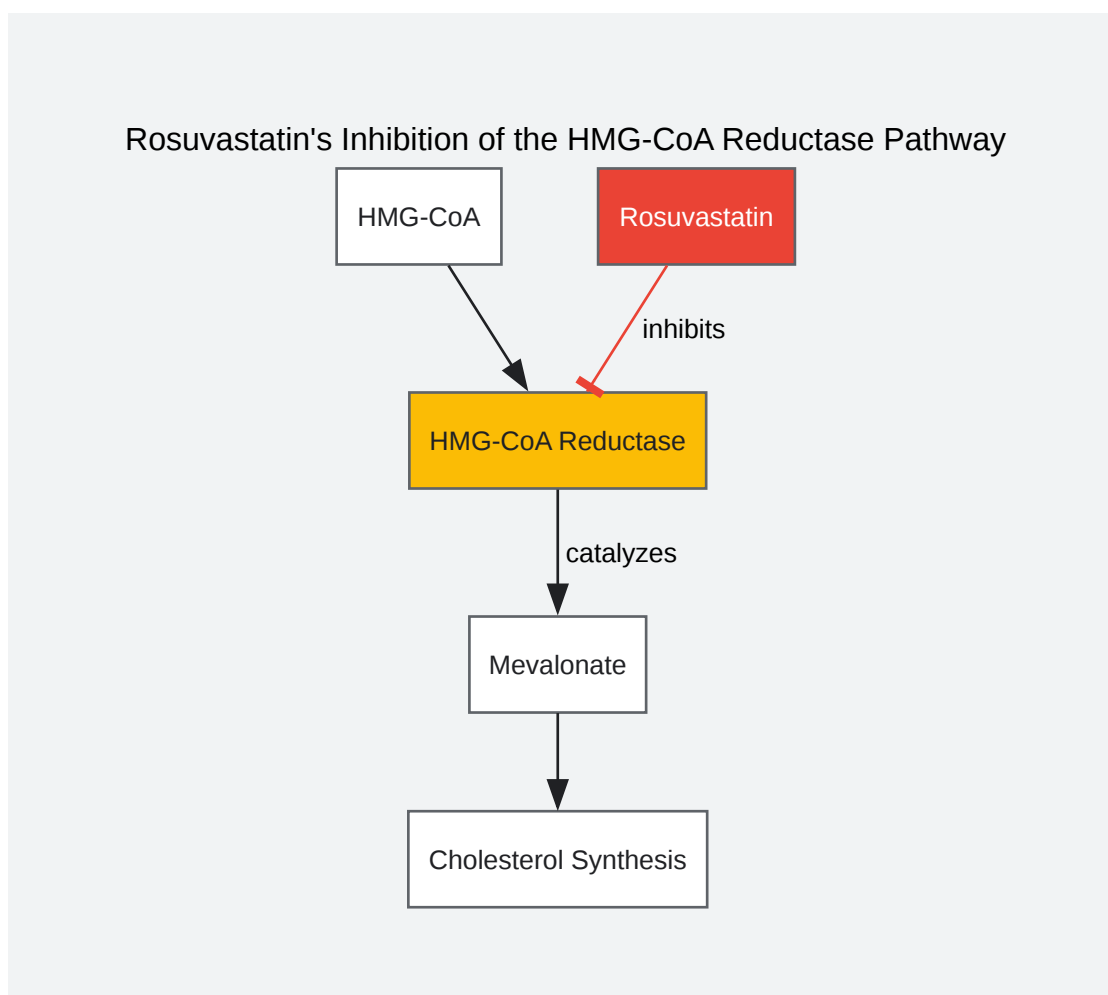 Rosuvastatin's Inhibition of the HMG-CoA Reductase Pathway
HMG-CoA
Rosuvastatin
inhibits
HMG-CoA Reductase
catalyzes
Mevalonate
Cholesterol Synthesis